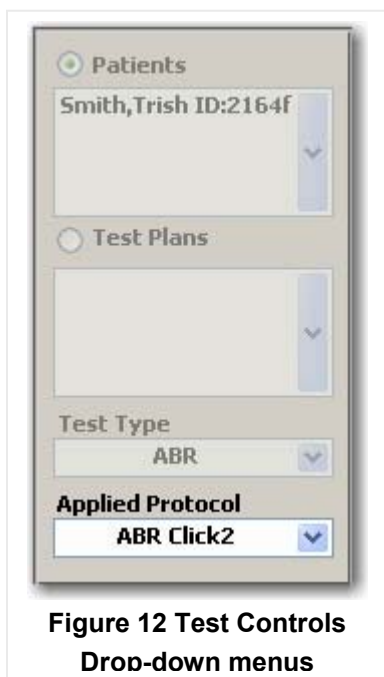 Patients
Smith,Trish ID:2164f
Test Plans
Test Type
ABR
Applied Protocol
ABR Click2
Figure 12 Test Controls
Drop-down menus